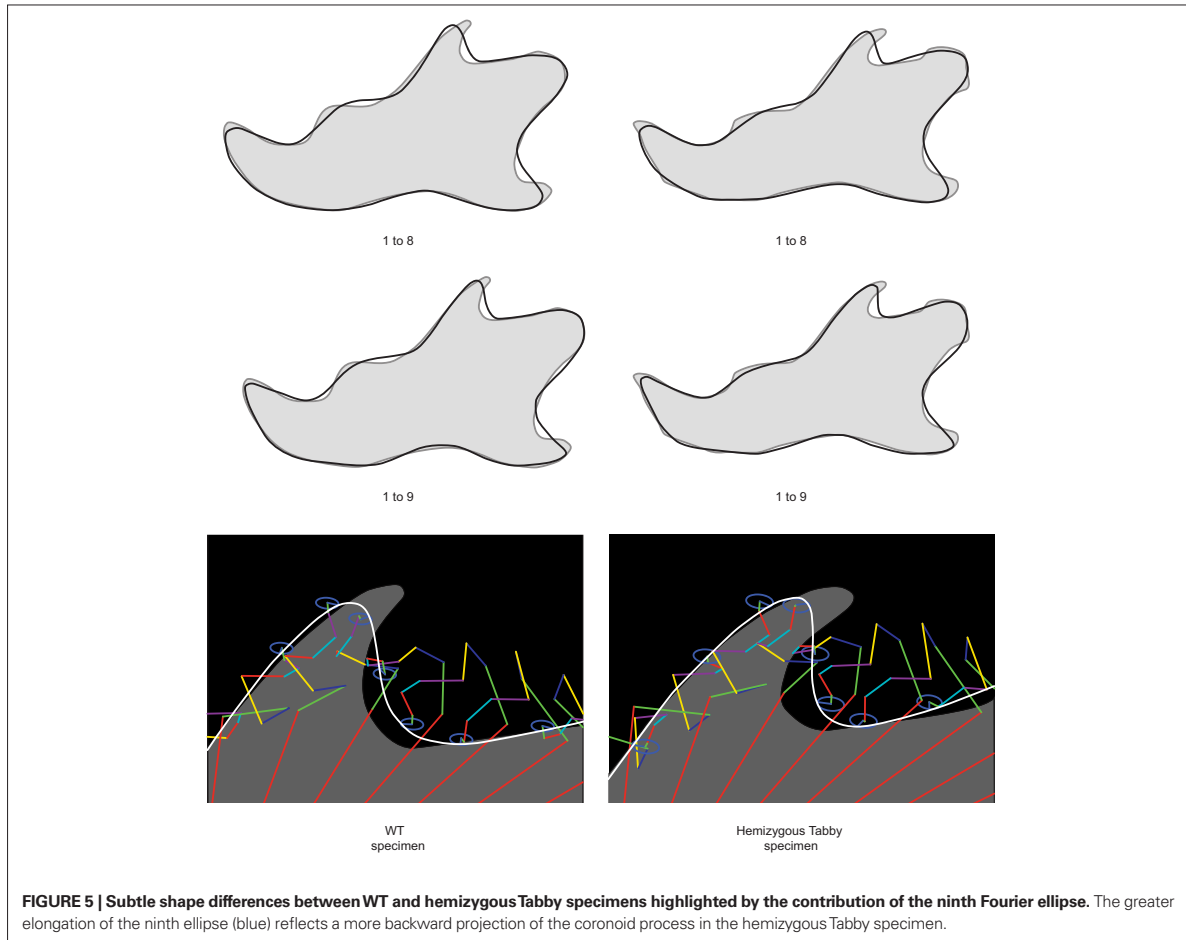 1 to 8
1 to 8
1 to 9
1 to 9
WT
specimen
Hemizygous Tabby
specimen
FIGURE 5 | Subtle shape differences between WT and hemizygous Tabby specimens highlighted by the contribution of the ninth Fourier ellipse. The greater
elongation of the ninth ellipse (blue) reflects a more backward projection of the coronoid process in the hemizygous Tabby specimen.